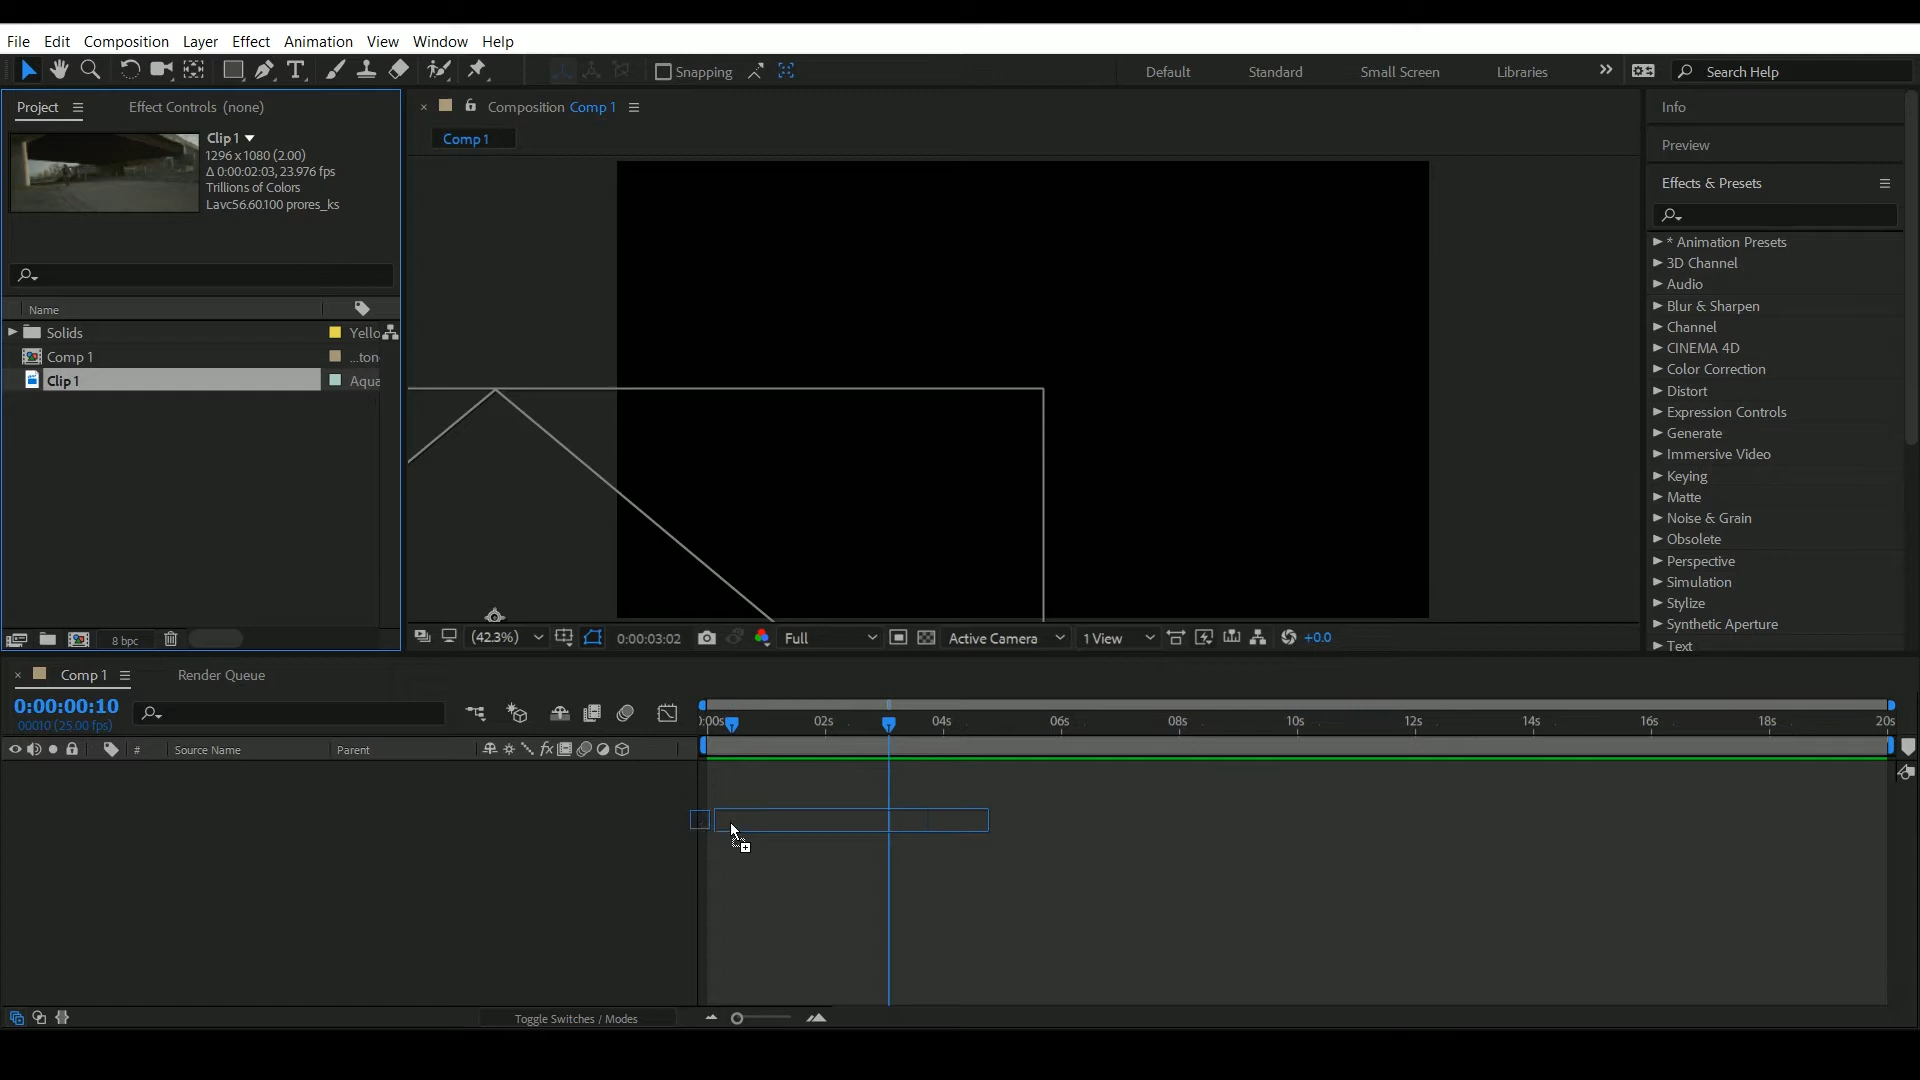 File Edit Composition Layer Effect Animation View Window Help
Snapping Default Standard Small Screen Libraries Search Help
Project Effect Controls (none)
Clip 1
1296 x 1080 (2.00)
Δ 0:00:02:03, 23.976 fps
Trillions of Colors
Lavc56.60.100 prores_ks
Name
Solids Yello
Comp 1 ...ton
Clip 1 Aqua
8 bpc
Composition Comp 1
Comp 1
(42.3%) 0:00:03:02 Full Active Camera 1 View +0.0
Info
Preview
Effects & Presets
* Animation Presets
3D Channel
Audio
Blur & Sharpen
Channel
CINEMA 4D
Color Correction
Distort
Expression Controls
Generate
Immersive Video
Keying
Matte
Noise & Grain
Obsolete
Perspective
Simulation
Stylize
Synthetic Aperture
Text
Comp 1 Render Queue
0:00:00:10
00010 (25.00 fps)
# Source Name Parent
):00s 02s 04s 06s 08s 10s 12s 14s 16s 18s 20s
Toggle Switches / Modes